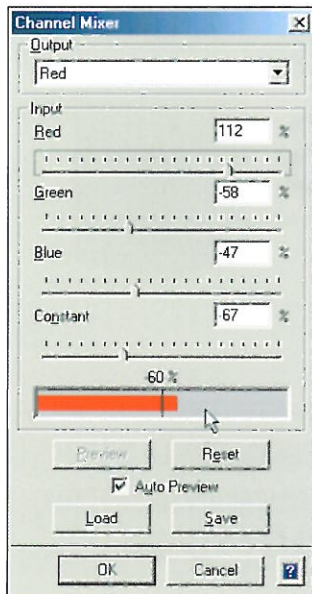 Channel Mixer
Output
Red
Input
Red 112 %
Green -58 %
Blue -47 %
Constant -67 %
-60 %
Preview Reset
Auto Preview
Load Save
OK Cancel ?